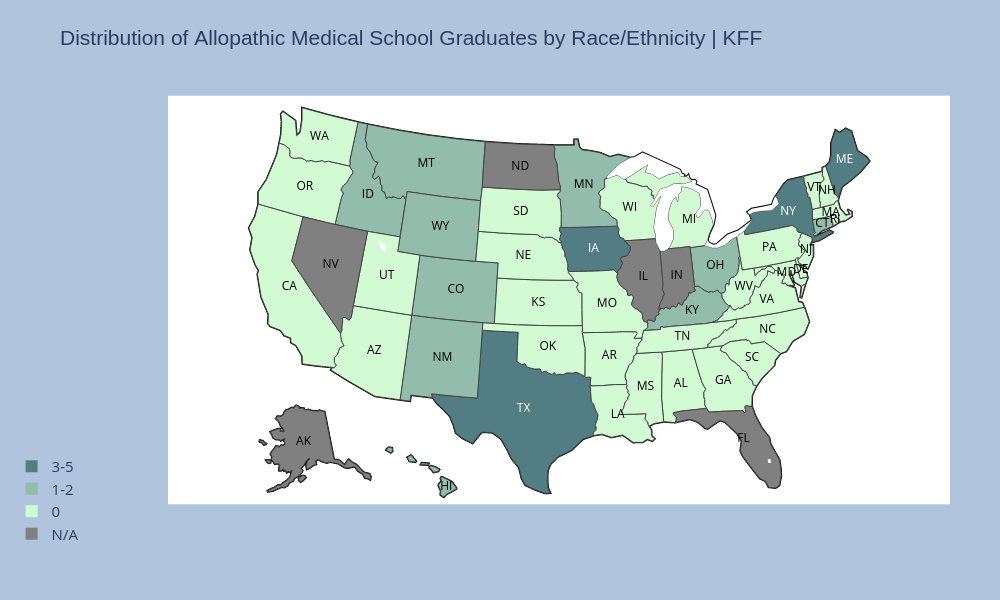 Distribution of Allopathic Medical School Graduates by Race/Ethnicity | KFF
WA
MT
ND
MN
ME
OR
ID
SD
WI
MI
VT
NH
NY
MA
CT
RI
WY
IA
NE
PA
NJ
NV
UT
CO
IL
IN
OH
MD
DE
CA
KS
MO
KY
WV
VA
AZ
NM
OK
AR
TN
NC
SC
MS
AL
GA
TX
LA
FL
AK
HI
3-5
1-2
0
N/A